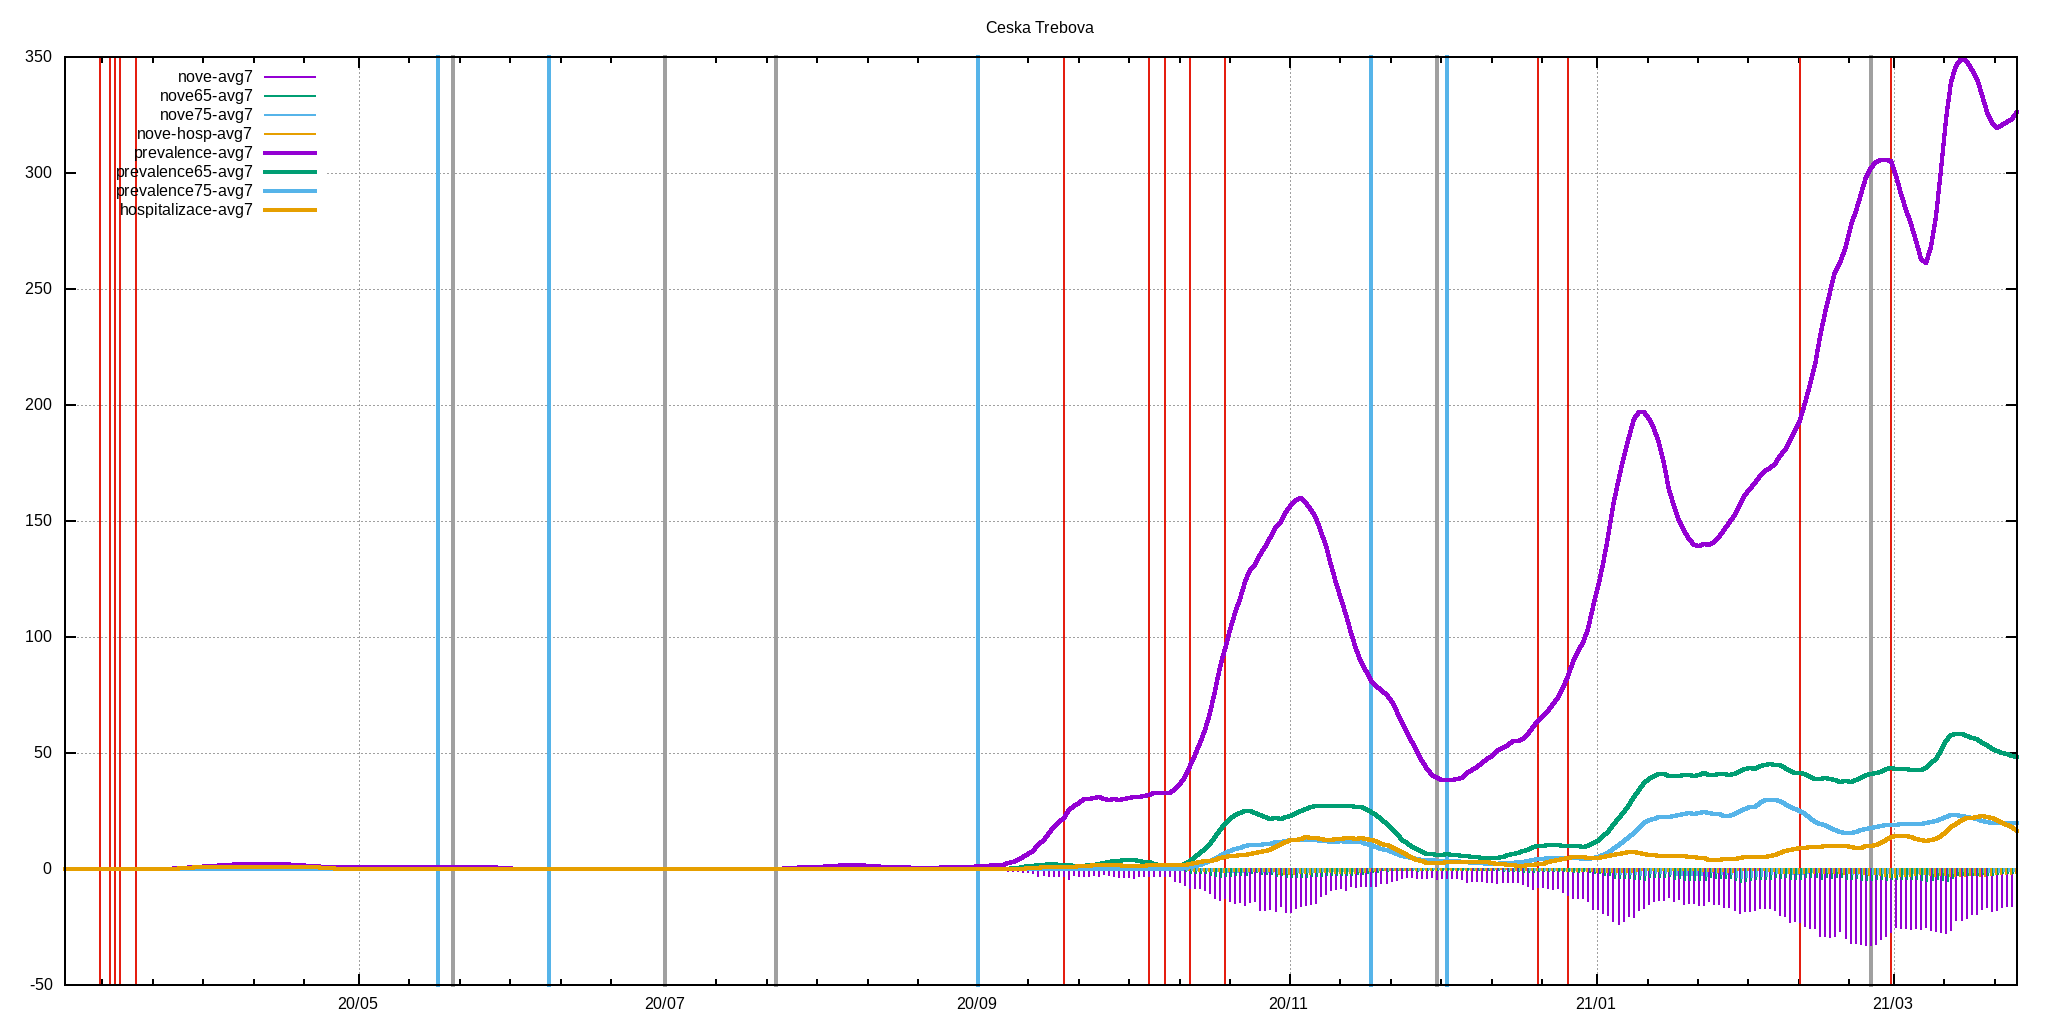 Ceska Trebova
350
300
250
200
150
100
50
0
-50
nove-avg7
nove65-avg7
nove75-avg7
nove-hosp-avg7
prevalence-avg7
prevalence65-avg7
prevalence75-avg7
hospitalizace-avg7
20/05 20/07 20/09 20/11 21/01 21/03